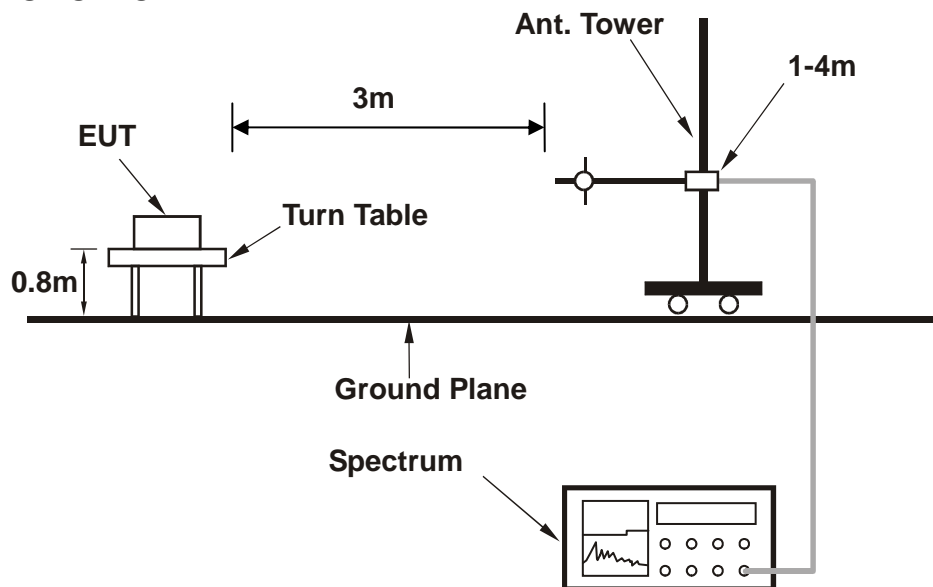 Ant. Tower
1-4m
3m
EUT
Turn Table
0.8m
Ground Plane
Spectrum